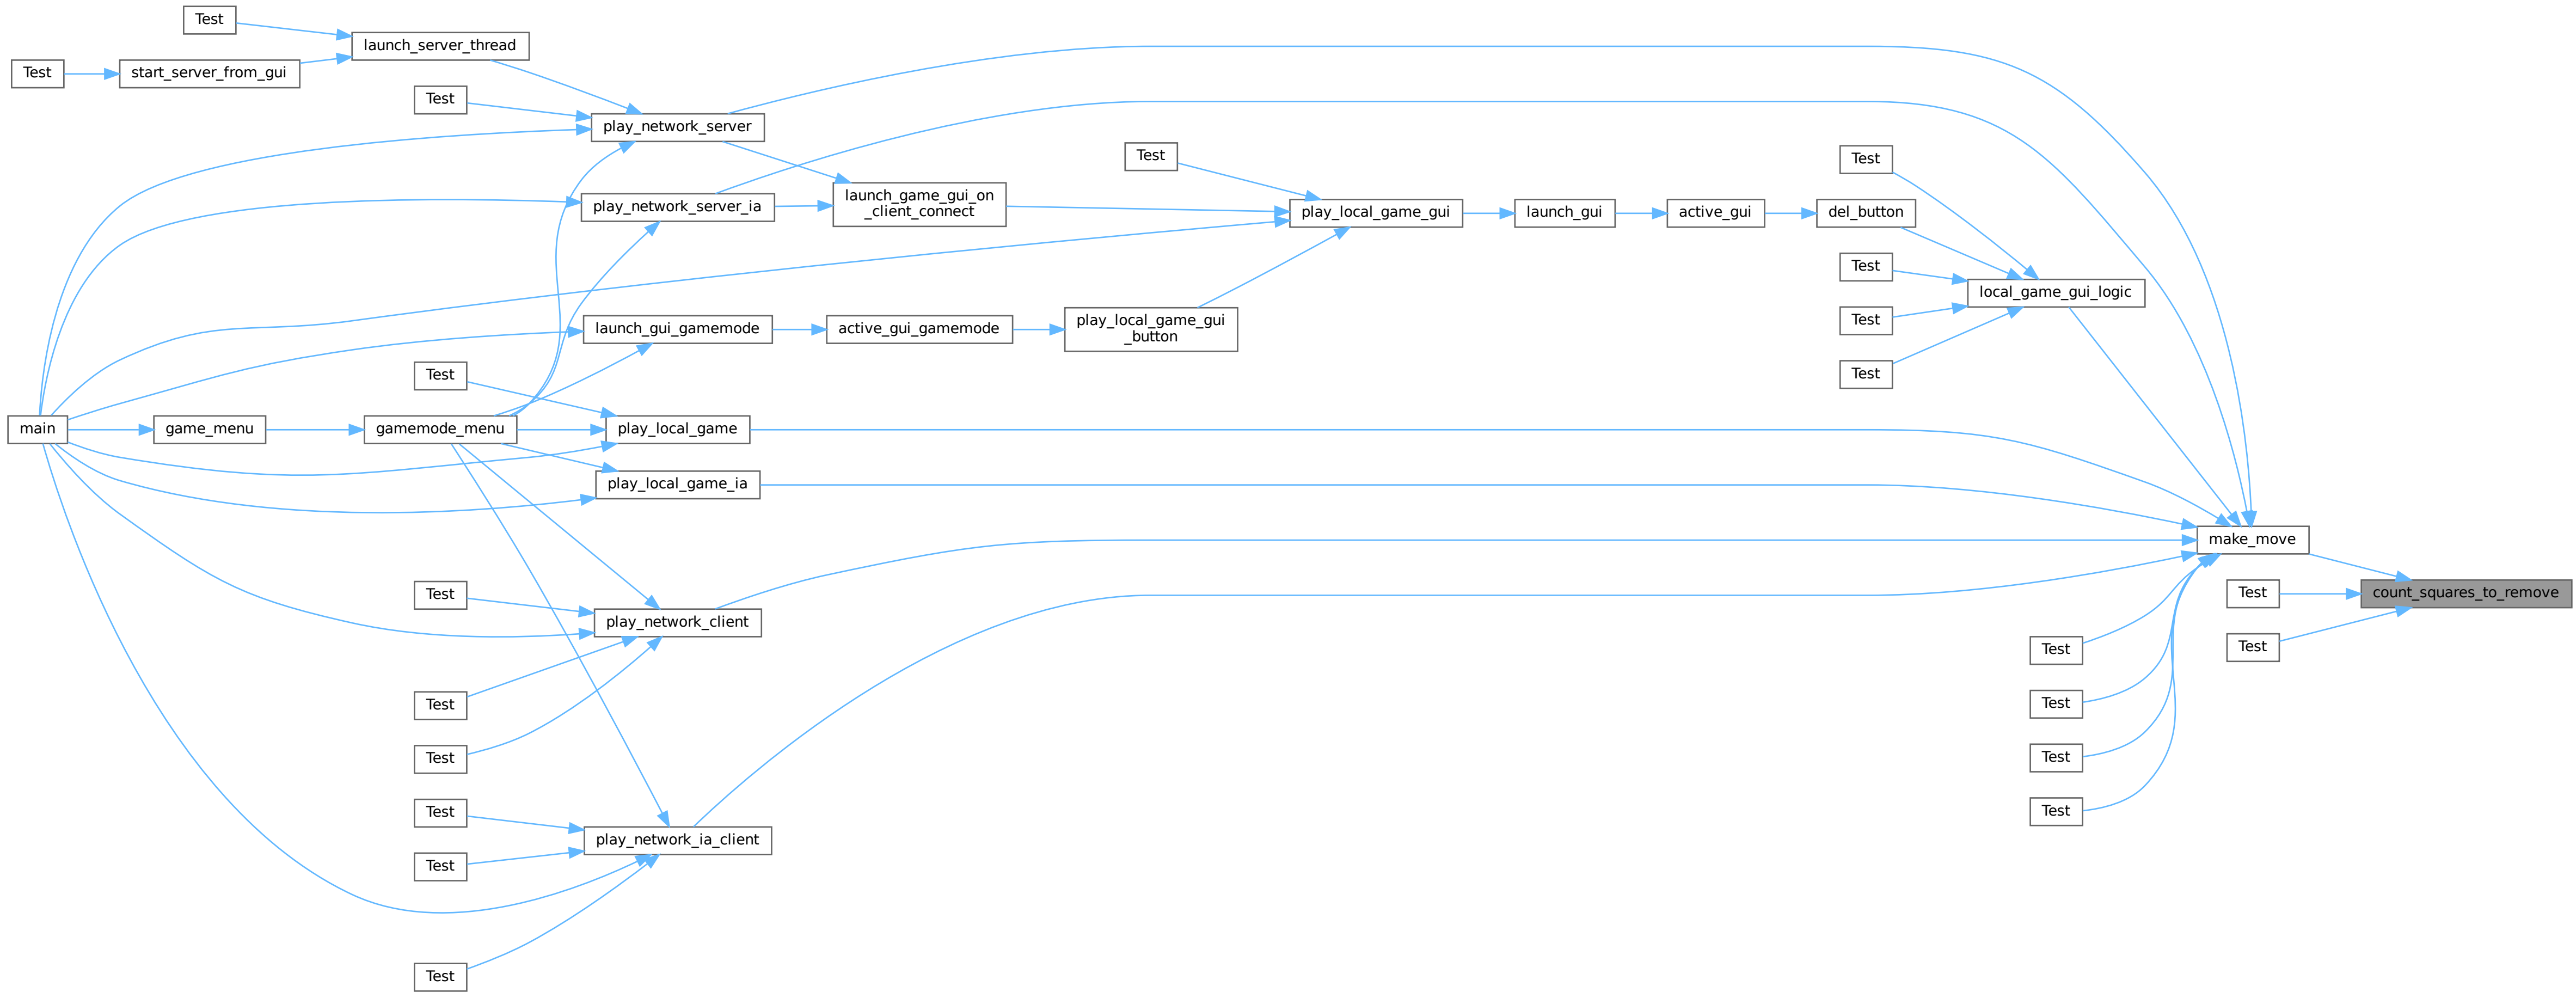 Test
launch_server_thread
Test
start_server_from_gui
Test
play_network_server
Test
Test
launch_game_gui_on
_client_connect
play_network_server_ia
play_local_game_gui
launch_gui
active_gui
del_button
Test
local_game_gui_logic
Test
Test
launch_gui_gamemode
active_gui_gamemode
play_local_game_gui
_button
Test
Test
main
game_menu
gamemode_menu
play_local_game
play_local_game_ia
make_move
count_squares_to_remove
Test
Test
play_network_client
Test
Test
Test
Test
Test
Test
Test
Test
play_network_ia_client
Test
Test